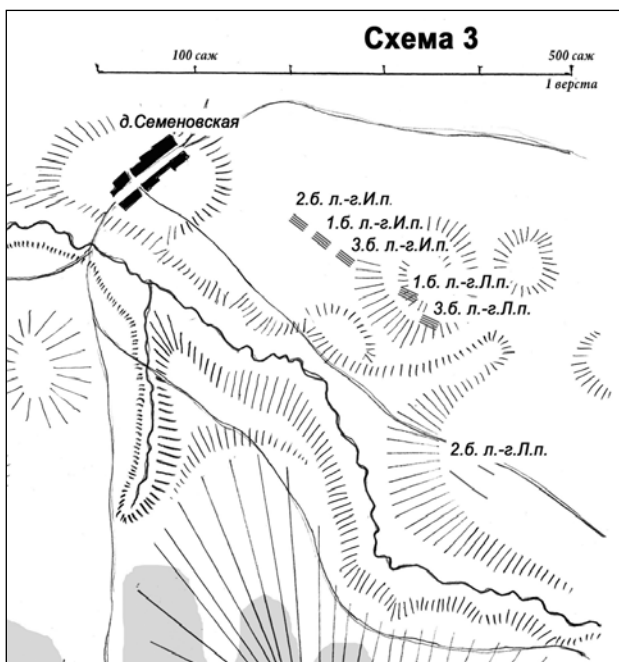 Схема 3
100 саж
500 саж
1 верста
д.Семеновская
2.б. л.-г.И.п.
1.б. л.-г.И.п.
3.б. л.-г.И.п.
1.б. л.-г.Л.п.
3.б. л.-г.Л.п.
2.б. л.-г.Л.п.